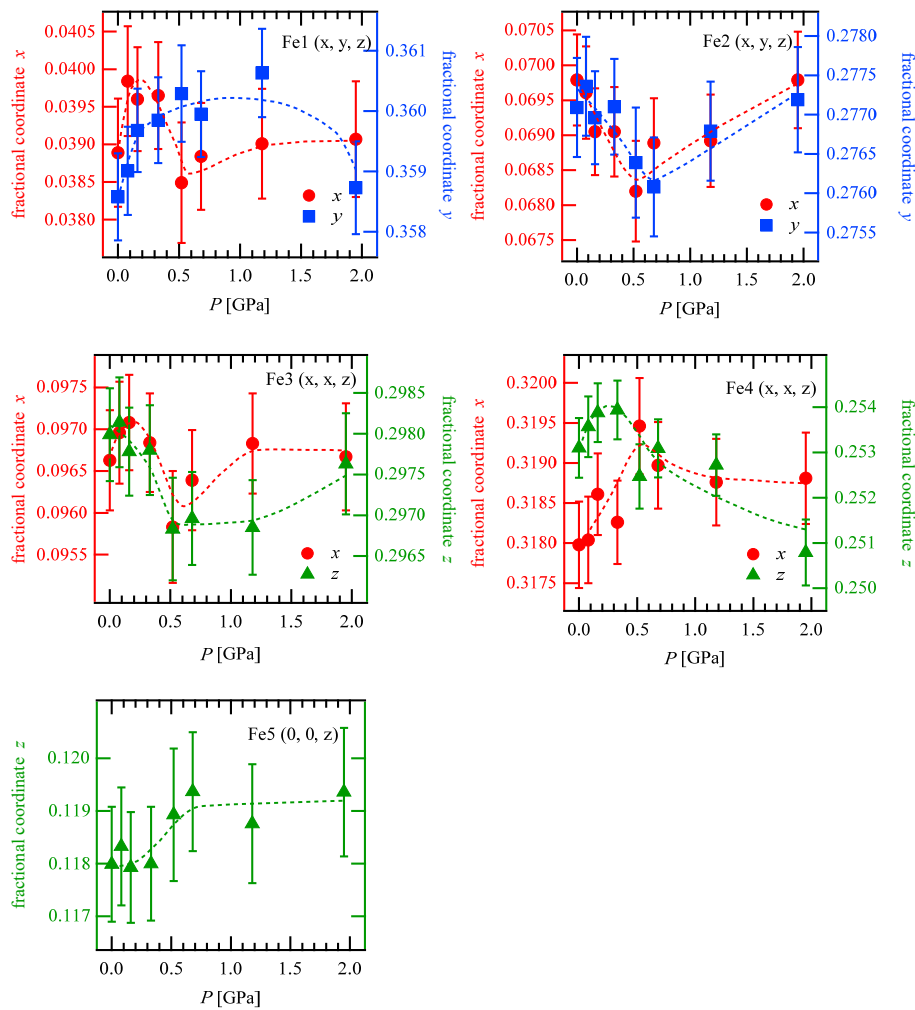 Fe1 (x, y, z)
fractional coordinate x
0.0405
0.0400
0.0395
0.0390
0.0385
0.0380
fractional coordinate y
0.361
0.360
0.359
0.358
x
y
0.0 0.5 1.0 1.5 2.0
P [GPa]
Fe2 (x, y, z)
fractional coordinate x
0.0705
0.0700
0.0695
0.0690
0.0685
0.0680
0.0675
fractional coordinate y
0.2780
0.2775
0.2770
0.2765
0.2760
0.2755
x
y
0.0 0.5 1.0 1.5 2.0
P [GPa]
Fe3 (x, x, z)
fractional coordinate x
0.0975
0.0970
0.0965
0.0960
0.0955
fractional coordinate z
0.2985
0.2980
0.2975
0.2970
0.2965
x
z
0.0 0.5 1.0 1.5 2.0
P [GPa]
Fe4 (x, x, z)
fractional coordinate x
0.3200
0.3195
0.3190
0.3185
0.3180
0.3175
fractional coordinate z
0.254
0.253
0.252
0.251
0.250
x
z
0.0 0.5 1.0 1.5 2.0
P [GPa]
Fe5 (0, 0, z)
fractional coordinate z
0.120
0.119
0.118
0.117
0.0 0.5 1.0 1.5 2.0
P [GPa]